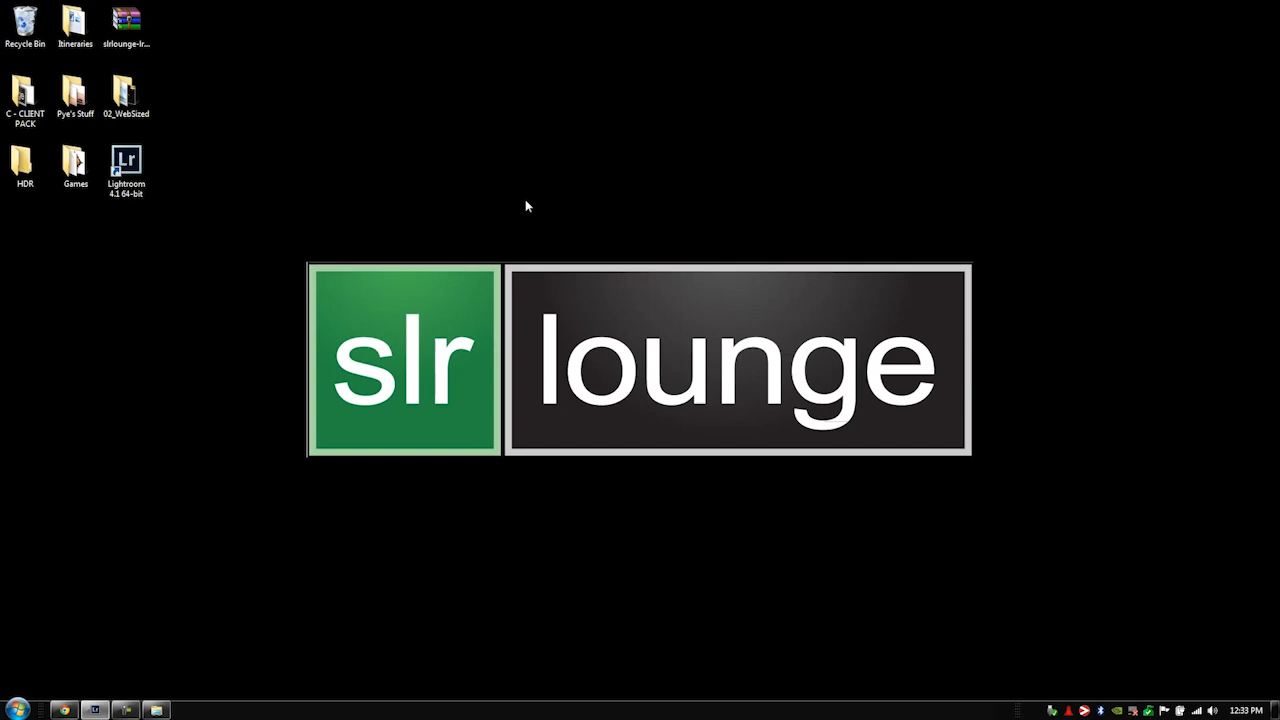 Recycle Bin
Itineraries
slrlounge-lr...
C - CLIENT
PACK
Pye's Stuff
02_WebSized
HDR
Games
Lr
Lightroom
4.1 64-bit
slr lounge
12:33 PM